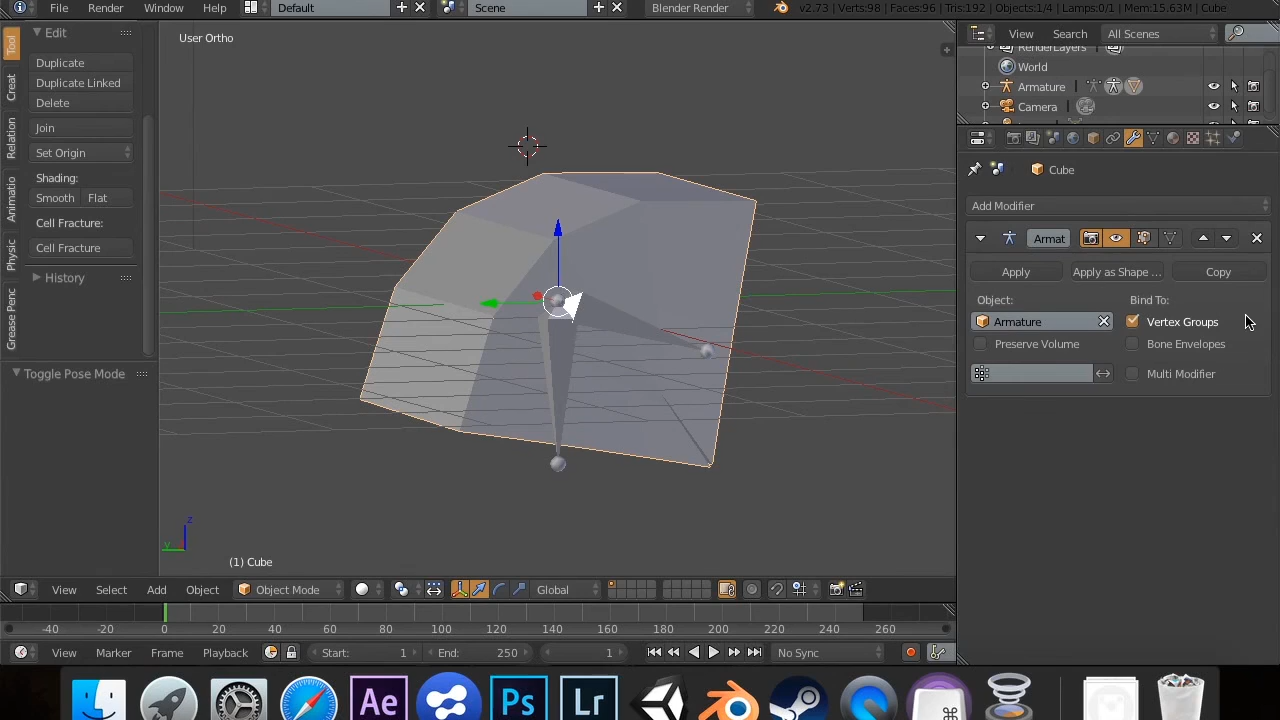 File Render Window Help Default Scene Blender Render v2.73 | Verts:98 | Faces:96 | Tris:192 | Objects:1/4 | Lamps:0/1 | Mem:15.63M | Cube
Tool
Creat
Relation
Animatio
Physic
Grease Penc
Edit
Duplicate
Duplicate Linked
Delete
Join
Set Origin
Shading:
Smooth Flat
Cell Fracture:
Cell Fracture
History
Toggle Pose Mode
User Ortho
z
y
(1) Cube
View Select Add Object Object Mode Global
-40 -20 0 20 40 60 80 100 120 140 160 180 200 220 240 260
View Marker Frame Playback Start: 1 End: 250 1 No Sync
View Search All Scenes
RenderLayers
World
Armature
Camera
Cube
Add Modifier
Armat
Apply Apply as Shape ... Copy
Object: Bind To:
Armature Vertex Groups
Preserve Volume Bone Envelopes
Multi Modifier
Ae Ps Lr